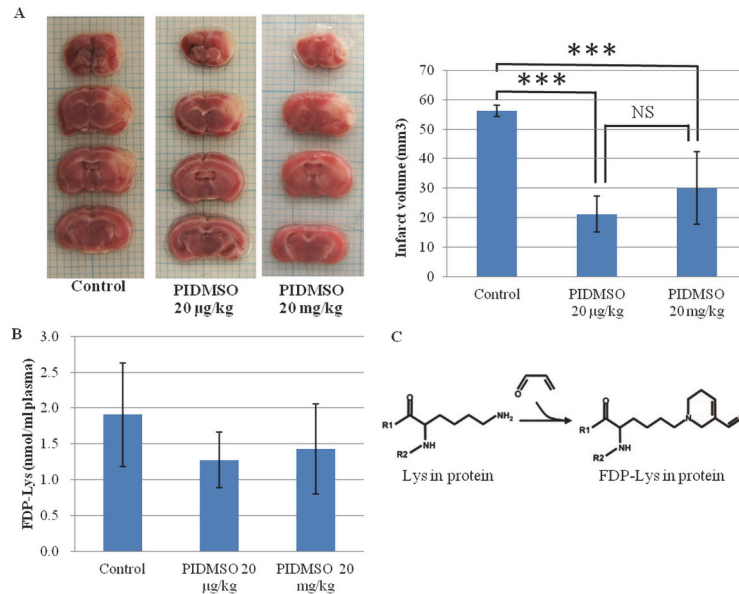 A
Control
PIDMSO
20 µg/kg
PIDMSO
20 mg/kg
***
***
NS
Infarct volume (mm3)
70
60
50
40
30
20
10
0
Control
PIDMSO
20 µg/kg
PIDMSO
20 mg/kg
B
FDP-Lys (nmol/ml plasma)
3.0
2.5
2.0
1.5
1.0
0.5
0.0
Control
PIDMSO 20
µg/kg
PIDMSO 20
mg/kg
C
O
O
R1
NH₂
NH
R2
Lys in protein
O
R1
N
NH
R2
FDP-Lys in protein